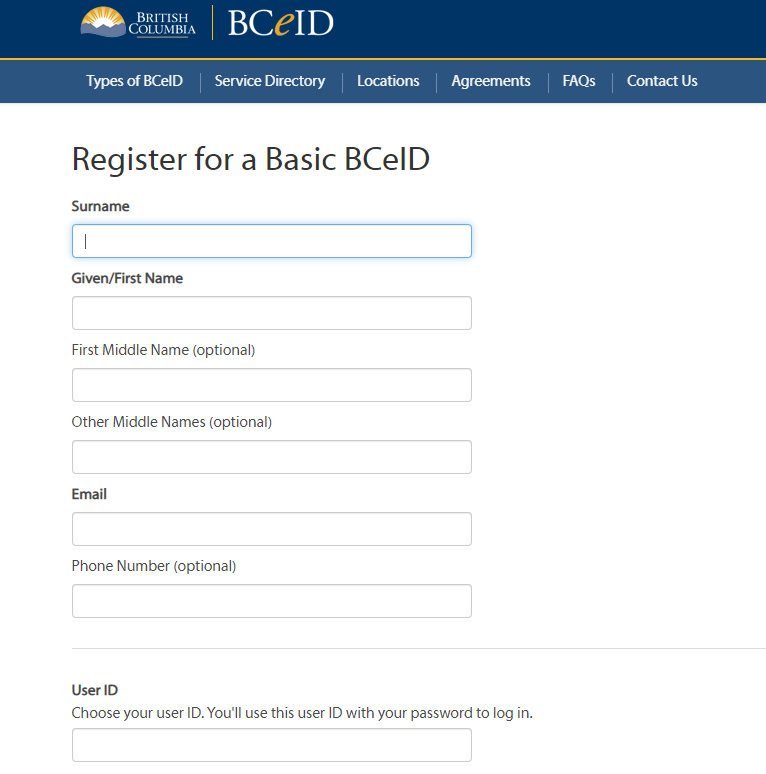 BRITISH
COLUMBIA
BCeID
Types of BCeID
Service Directory
Locations
Agreements
FAQs
Contact Us
Register for a Basic BCeID
Surname
Given/First Name
First Middle Name (optional)
Other Middle Names (optional)
Email
Phone Number (optional)
User ID
Choose your user ID. You'll use this user ID with your password to log in.